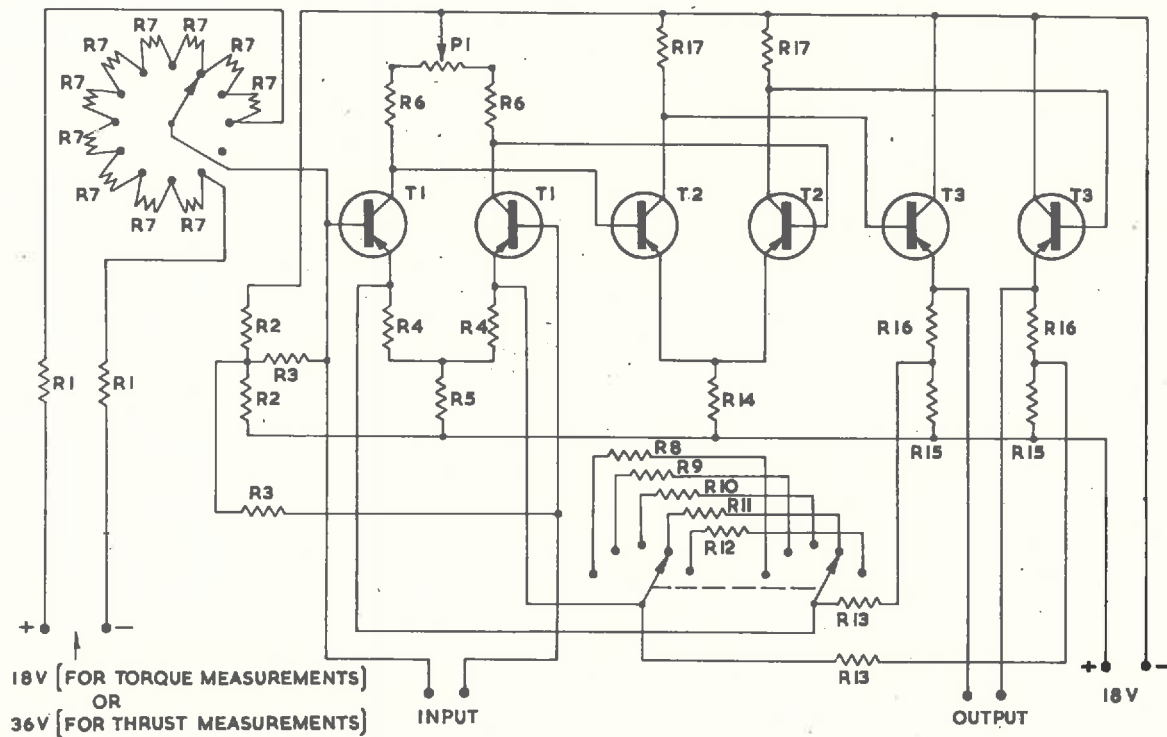 R7
R7
R7
R7
R7
R7
R7
R7
R7
R7
P1
R17
R17
R6
R6
T1
T1
T2
T2
T3
T3
R2
R3
R2
R4
R4
R5
R14
R16
R16
R1
R1
R15
R15
R8
R9
R10
R11
R12
R3
R13
R13
+ −
18V [FOR TORQUE MEASUREMENTS]
OR
36V [FOR THRUST MEASUREMENTS]
INPUT
OUTPUT
+ −
18V